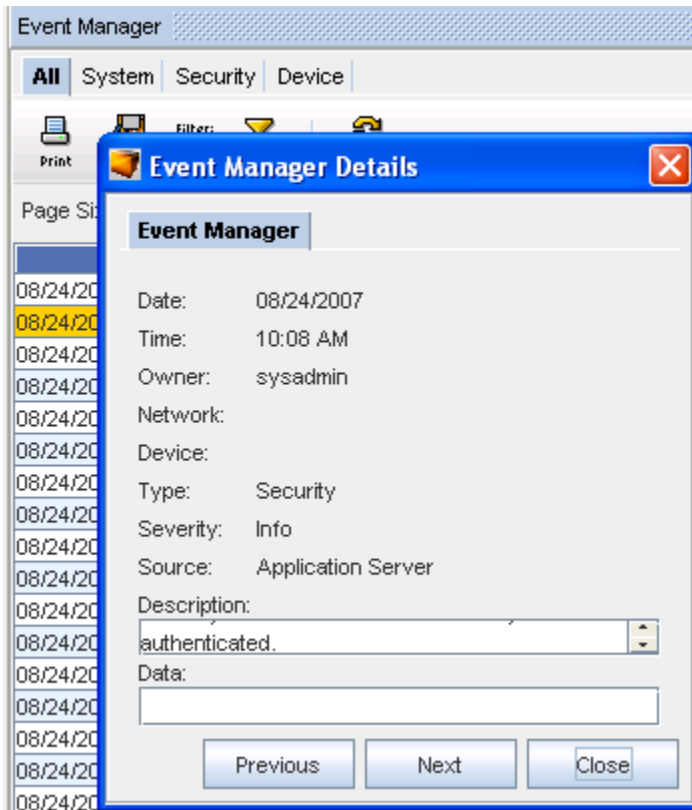 Event Manager
All System Security Device
Filter:
Print
Event Manager Details
Page Si
Event Manager
08/24/20
Date: 08/24/2007
08/24/20
Time: 10:08 AM
08/24/20
Owner: sysadmin
08/24/20
08/24/20
Network:
08/24/20
Device:
08/24/20
Type: Security
08/24/20
Severity: Info
08/24/20
Source: Application Server
08/24/20
08/24/20
Description:
08/24/20
authenticated.
08/24/20
Data:
08/24/20
08/24/20
08/24/20
Previous Next Close
08/24/20